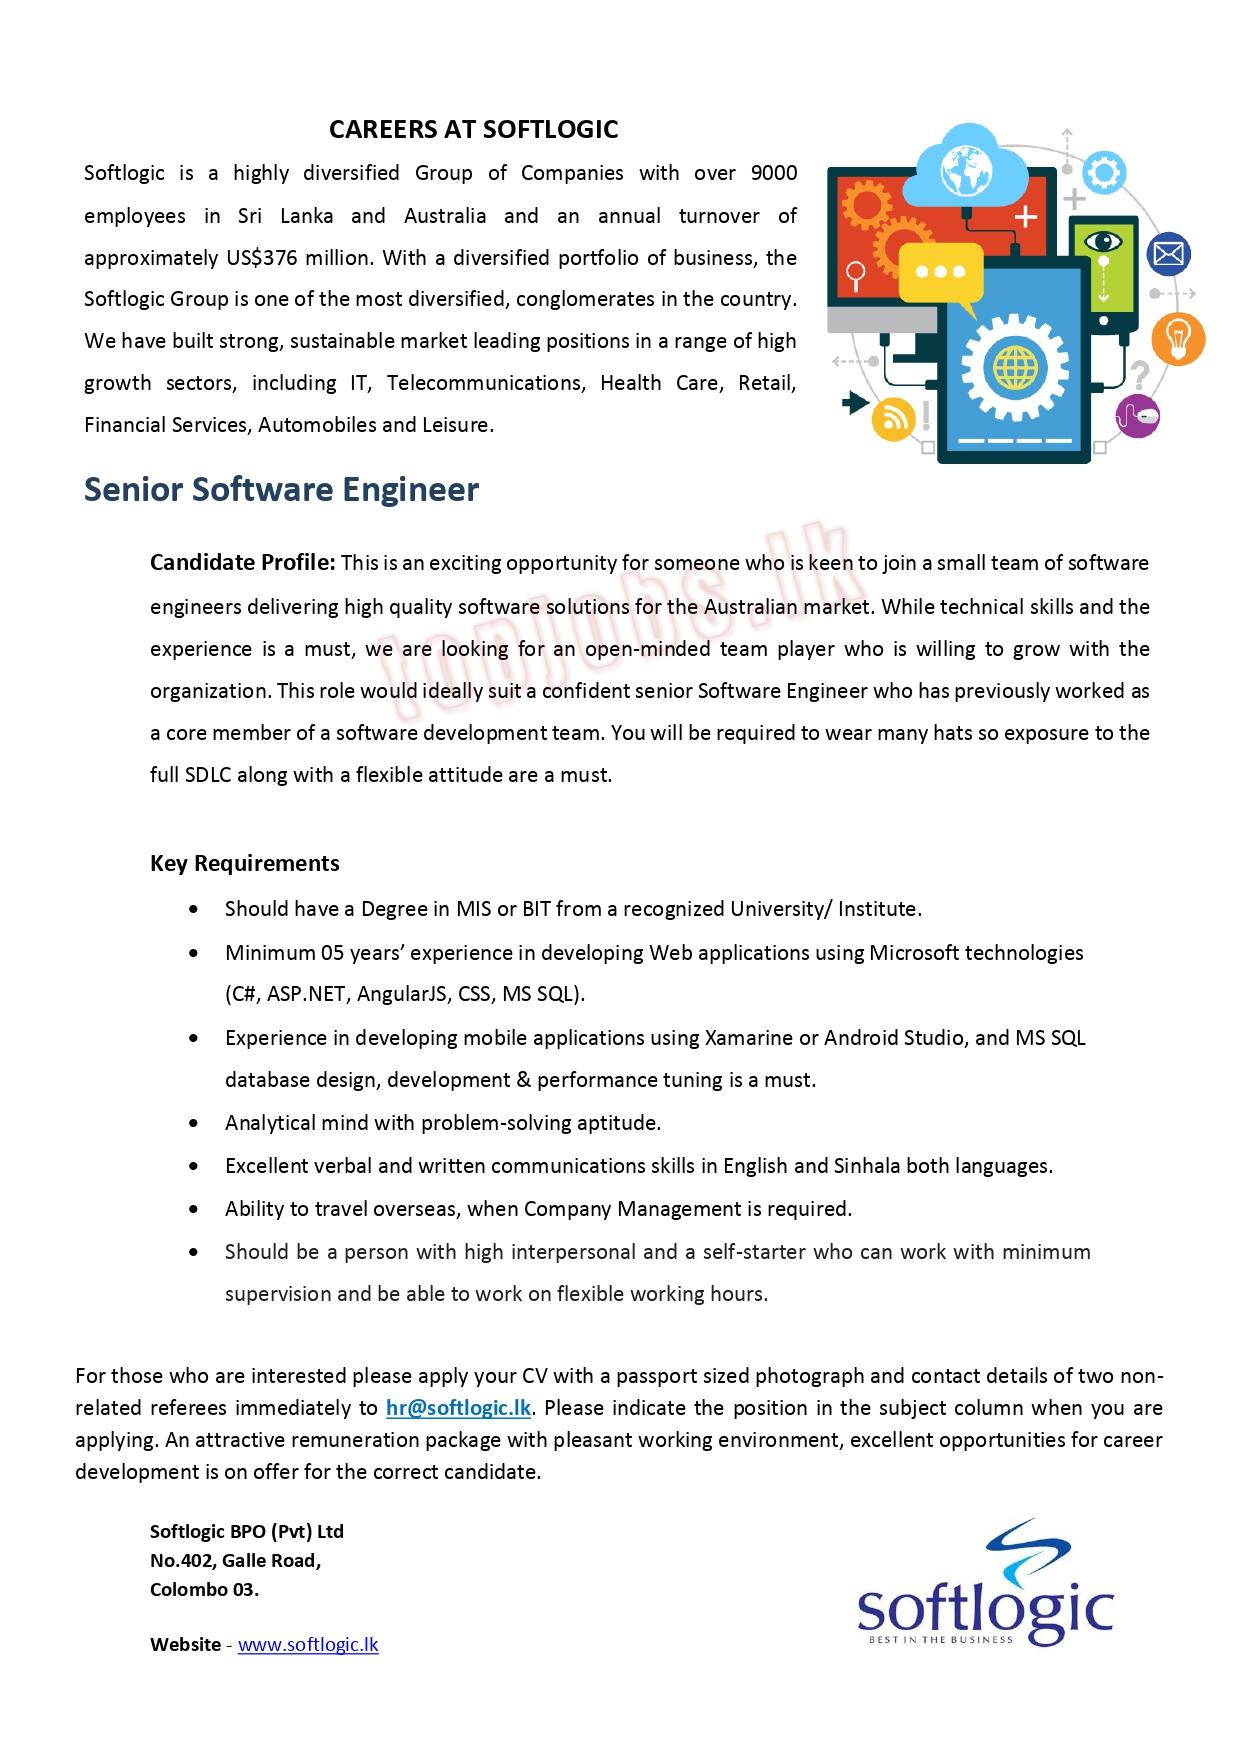 CAREERS AT SOFTLOGIC
Softlogic is a highly diversified Group of Companies with over 9000
employees in Sri Lanka and Australia and an annual turnover of
approximately US$376 million. With a diversified portfolio of business, the
Softlogic Group is one of the most diversified, conglomerates in the country.
We have built strong, sustainable market leading positions in a range of high
growth sectors, including IT, Telecommunications, Health Care, Retail,
Financial Services, Automobiles and Leisure.
Senior Software Engineer
topjobs.lk
Candidate Profile: This is an exciting opportunity for someone who is keen to join a small team of software
engineers delivering high quality software solutions for the Australian market. While technical skills and the
experience is a must, we are looking for an open-minded team player who is willing to grow with the
organization. This role would ideally suit a confident senior Software Engineer who has previously worked as
a core member of a software development team. You will be required to wear many hats so exposure to the
full SDLC along with a flexible attitude are a must.
Key Requirements
• Should have a Degree in MIS or BIT from a recognized University/ Institute.
• Minimum 05 years’ experience in developing Web applications using Microsoft technologies
(C#, ASP.NET, AngularJS, CSS, MS SQL).
• Experience in developing mobile applications using Xamarine or Android Studio, and MS SQL
database design, development & performance tuning is a must.
• Analytical mind with problem-solving aptitude.
• Excellent verbal and written communications skills in English and Sinhala both languages.
• Ability to travel overseas, when Company Management is required.
• Should be a person with high interpersonal and a self-starter who can work with minimum
supervision and be able to work on flexible working hours.
For those who are interested please apply your CV with a passport sized photograph and contact details of two non-
related referees immediately to hr@softlogic.lk. Please indicate the position in the subject column when you are
applying. An attractive remuneration package with pleasant working environment, excellent opportunities for career
development is on offer for the correct candidate.
Softlogic BPO (Pvt) Ltd
No.402, Galle Road,
Colombo 03.
Website - www.softlogic.lk
softlogic
BEST IN THE BUSINESS